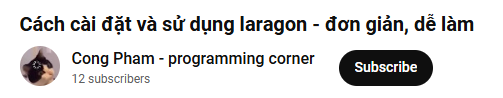 Cách cài đặt và sử dụng laragon - đơn giản, dễ làm
Cong Pham - programming corner
12 subscribers
Subscribe